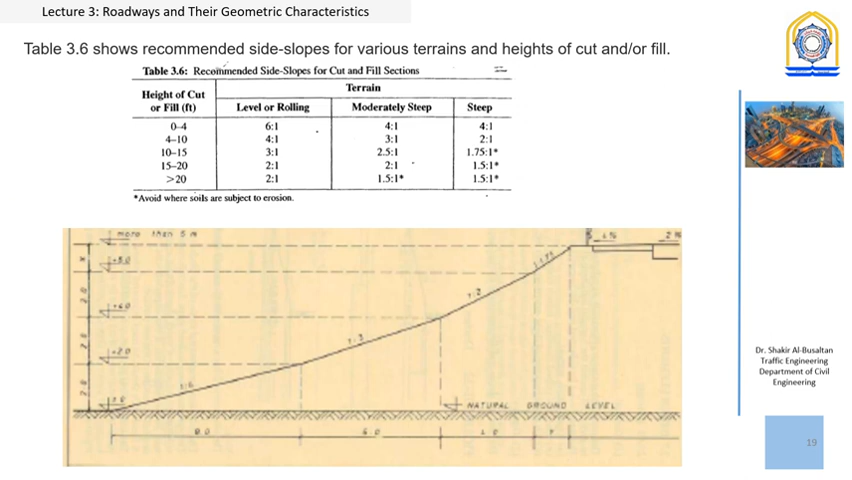 Lecture 3: Roadways and Their Geometric Characteristics
Table 3.6 shows recommended side-slopes for various terrains and heights of cut and/or fill.
Table 3.6: Recommended Side-Slopes for Cut and Fill Sections
Terrain
Height of Cut
or Fill (ft)
Level or Rolling Moderately Steep Steep
0–4 6:1 4:1 4:1
4–10 4:1 3:1 2:1
10–15 3:1 2.5:1 1.75:1*
15–20 2:1 2:1 1.5:1*
>20 2:1 1.5:1* 1.5:1*
*Avoid where soils are subject to erosion.
more than 5 m
1:2
1:3
NATURAL GROUND LEVEL
Dr. Shakir Al-Busaltan
Traffic Engineering
Department of Civil
Engineering
19